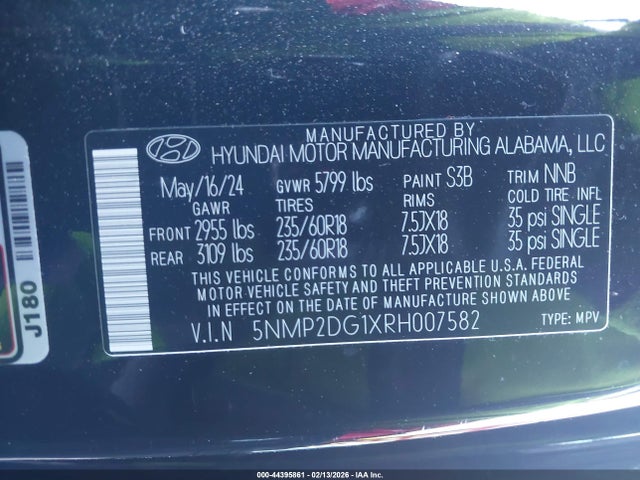 MANUFACTURED BY
HYUNDAI MOTOR MANUFACTURING ALABAMA, LLC
May/16/24 GVWR 5799 lbs PAINT S3B TRIM NNB
GAWR TIRES RIMS COLD TIRE INFL
FRONT 2955 lbs 235/60R18 7.5JX18 35 psi SINGLE
REAR 3109 lbs 235/60R18 7.5JX18 35 psi SINGLE
THIS VEHICLE CONFORMS TO ALL APPLICABLE U.S.A. FEDERAL
MOTOR VEHICLE SAFETY AND THEFT PREVENTION STANDARDS
IN EFFECT ON THE DATE OF MANUFACTURE SHOWN ABOVE
V.I.N 5NMP2DG1XRH007582 TYPE: MPV
J180
000-44395861 - 02/13/2026 - IAA Inc.